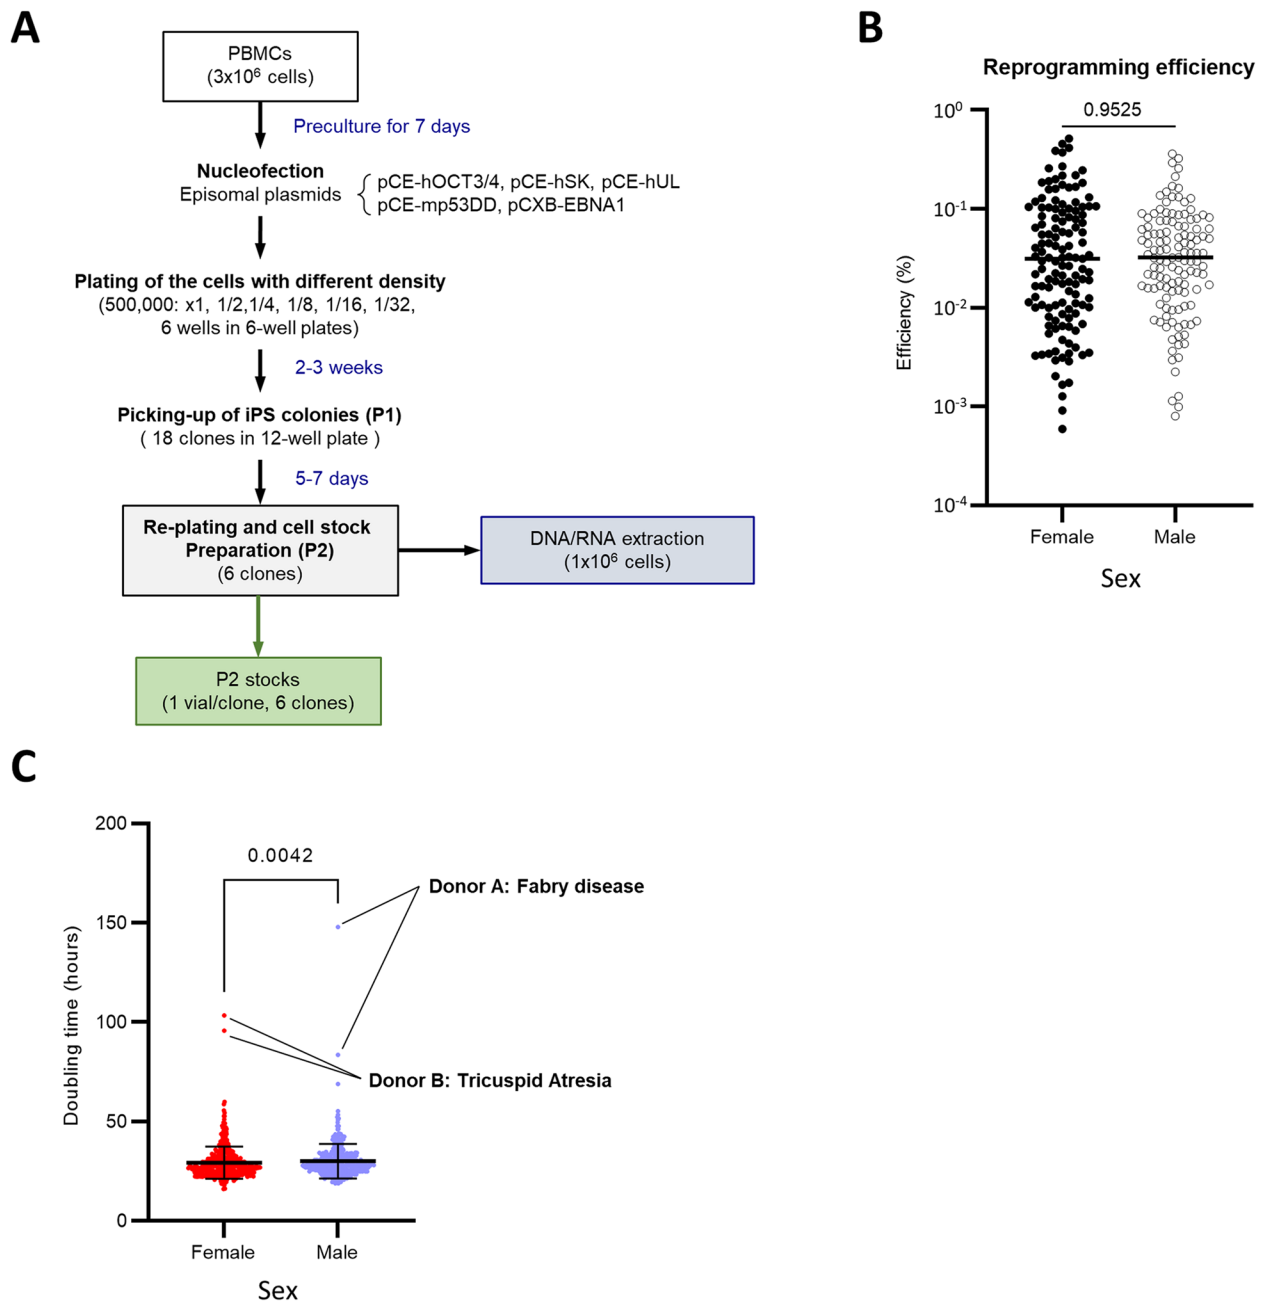 A
PBMCs
(3x10⁶ cells)
Preculture for 7 days
Nucleofection
Episomal plasmids
pCE-hOCT3/4, pCE-hSK, pCE-hUL
pCE-mp53DD, pCXB-EBNA1
Plating of the cells with different density
(500,000: x1, 1/2,1/4, 1/8, 1/16, 1/32,
6 wells in 6-well plates)
2-3 weeks
Picking-up of iPS colonies (P1)
( 18 clones in 12-well plate )
5-7 days
Re-plating and cell stock
Preparation (P2)
(6 clones)
DNA/RNA extraction
(1x10⁶ cells)
P2 stocks
(1 vial/clone, 6 clones)
B
Reprogramming efficiency
0.9525
10⁰
10⁻¹
10⁻²
10⁻³
10⁻⁴
Efficiency (%)
Female
Male
Sex
C
200
150
100
50
0
Doubling time (hours)
0.0042
Donor A: Fabry disease
Donor B: Tricuspid Atresia
Female
Male
Sex